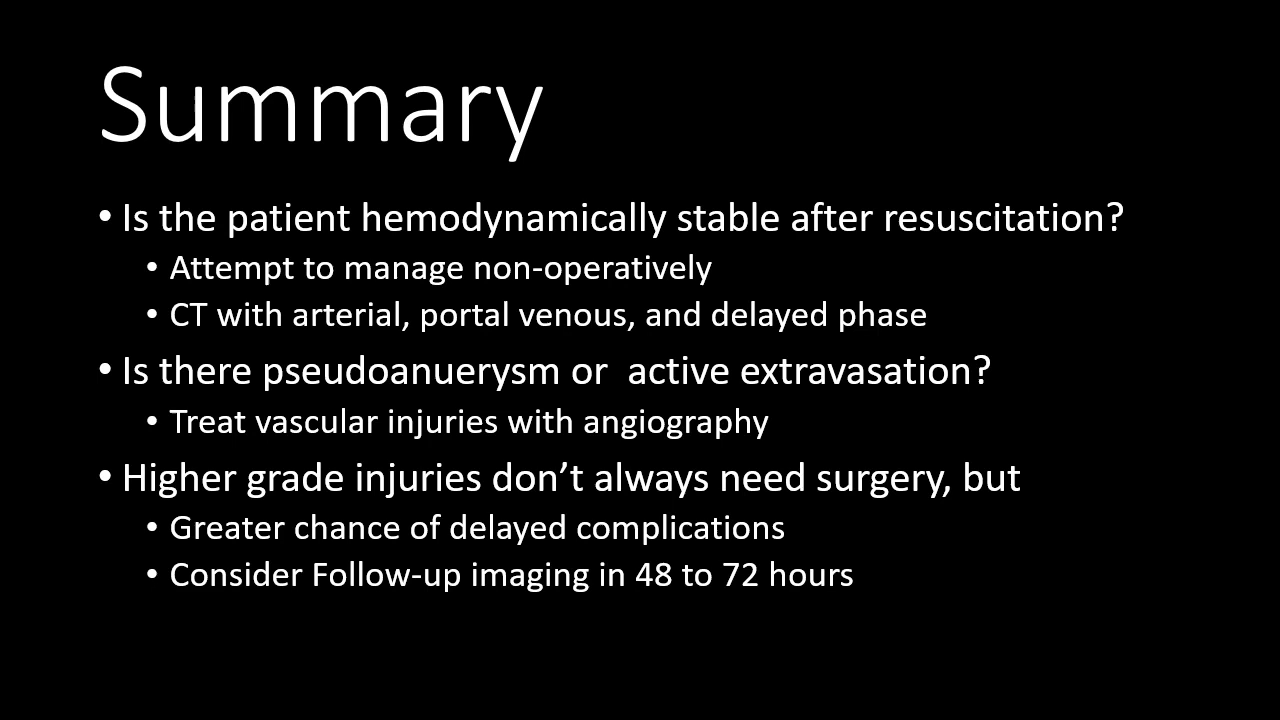 Summary
• Is the patient hemodynamically stable after resuscitation?
• Attempt to manage non-operatively
• CT with arterial, portal venous, and delayed phase
• Is there pseudoanuerysm or  active extravasation?
• Treat vascular injuries with angiography
• Higher grade injuries don’t always need surgery, but
• Greater chance of delayed complications
• Consider Follow-up imaging in 48 to 72 hours